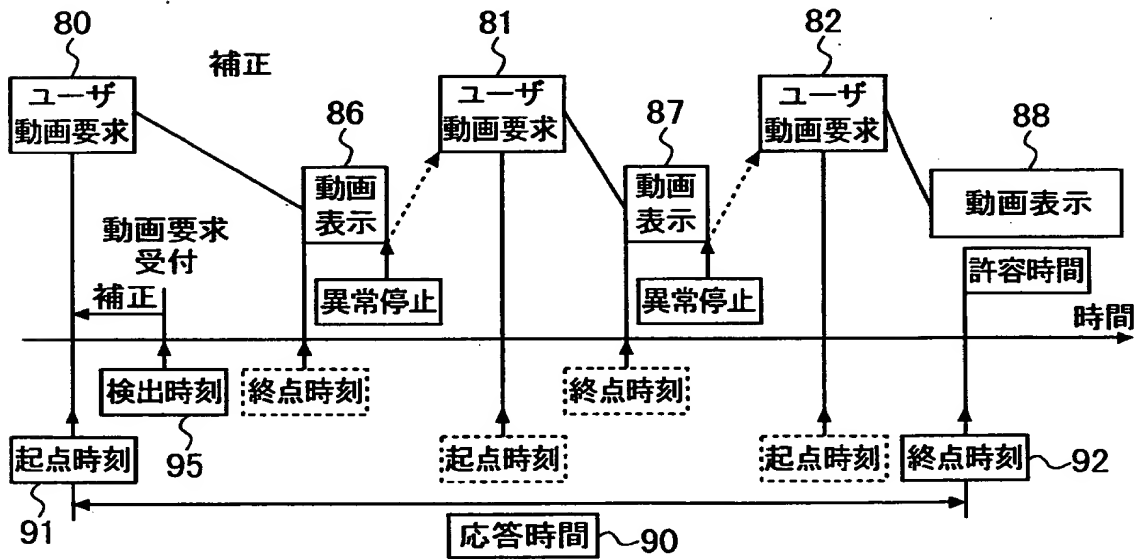 80
81
82
補正
ユーザ
動画要求
ユーザ
動画要求
ユーザ
動画要求
86
87
88
動画
表示
動画
表示
動画表示
動画要求
受付
補正
異常停止
異常停止
許容時間
時間
検出時刻
終点時刻
終点時刻
95
起点時刻
起点時刻
起点時刻
終点時刻
92
91
応答時間
90